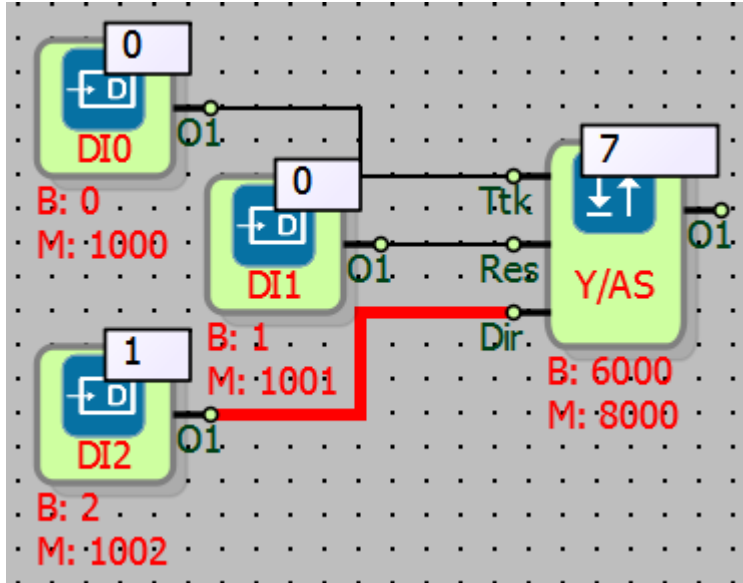 0
D
O1
DI0
B: 0
M: 1000
0
D
O1
DI1
B: 1
M: 1001
1
D
O1
DI2
B: 2
M: 1002
7
Ttk
Res
Dir
O1
Y/AS
B: 6000
M: 8000